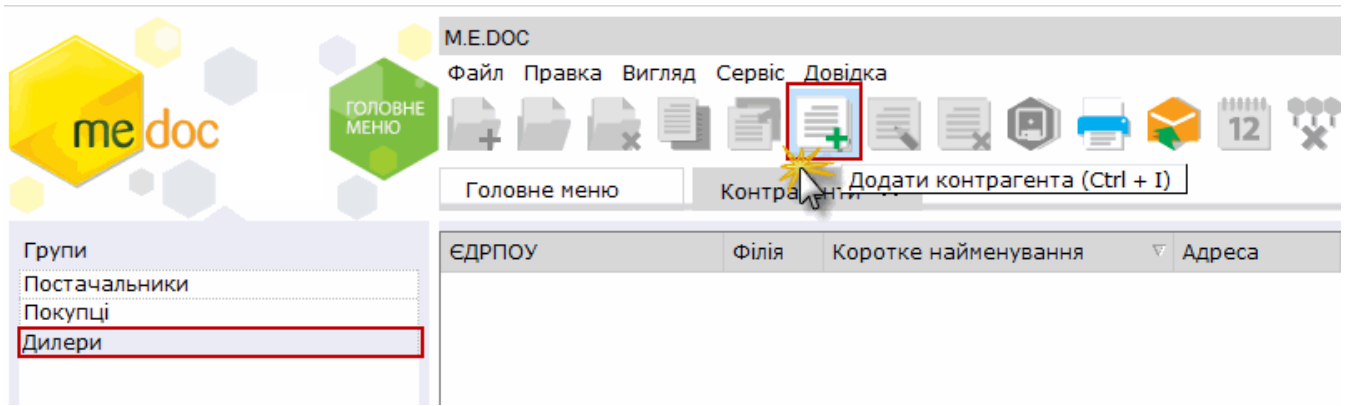 me doc
ГОЛОВНЕ
МЕНЮ
M.E.DOC
Файл Правка Вигляд Сервіс Довідка
12
Додати контрагента (Ctrl + I)
Головне меню
Контрагенти
Групи
Постачальники
Покупці
Дилери
ЄДРПОУ Філія Коротке найменування Адреса